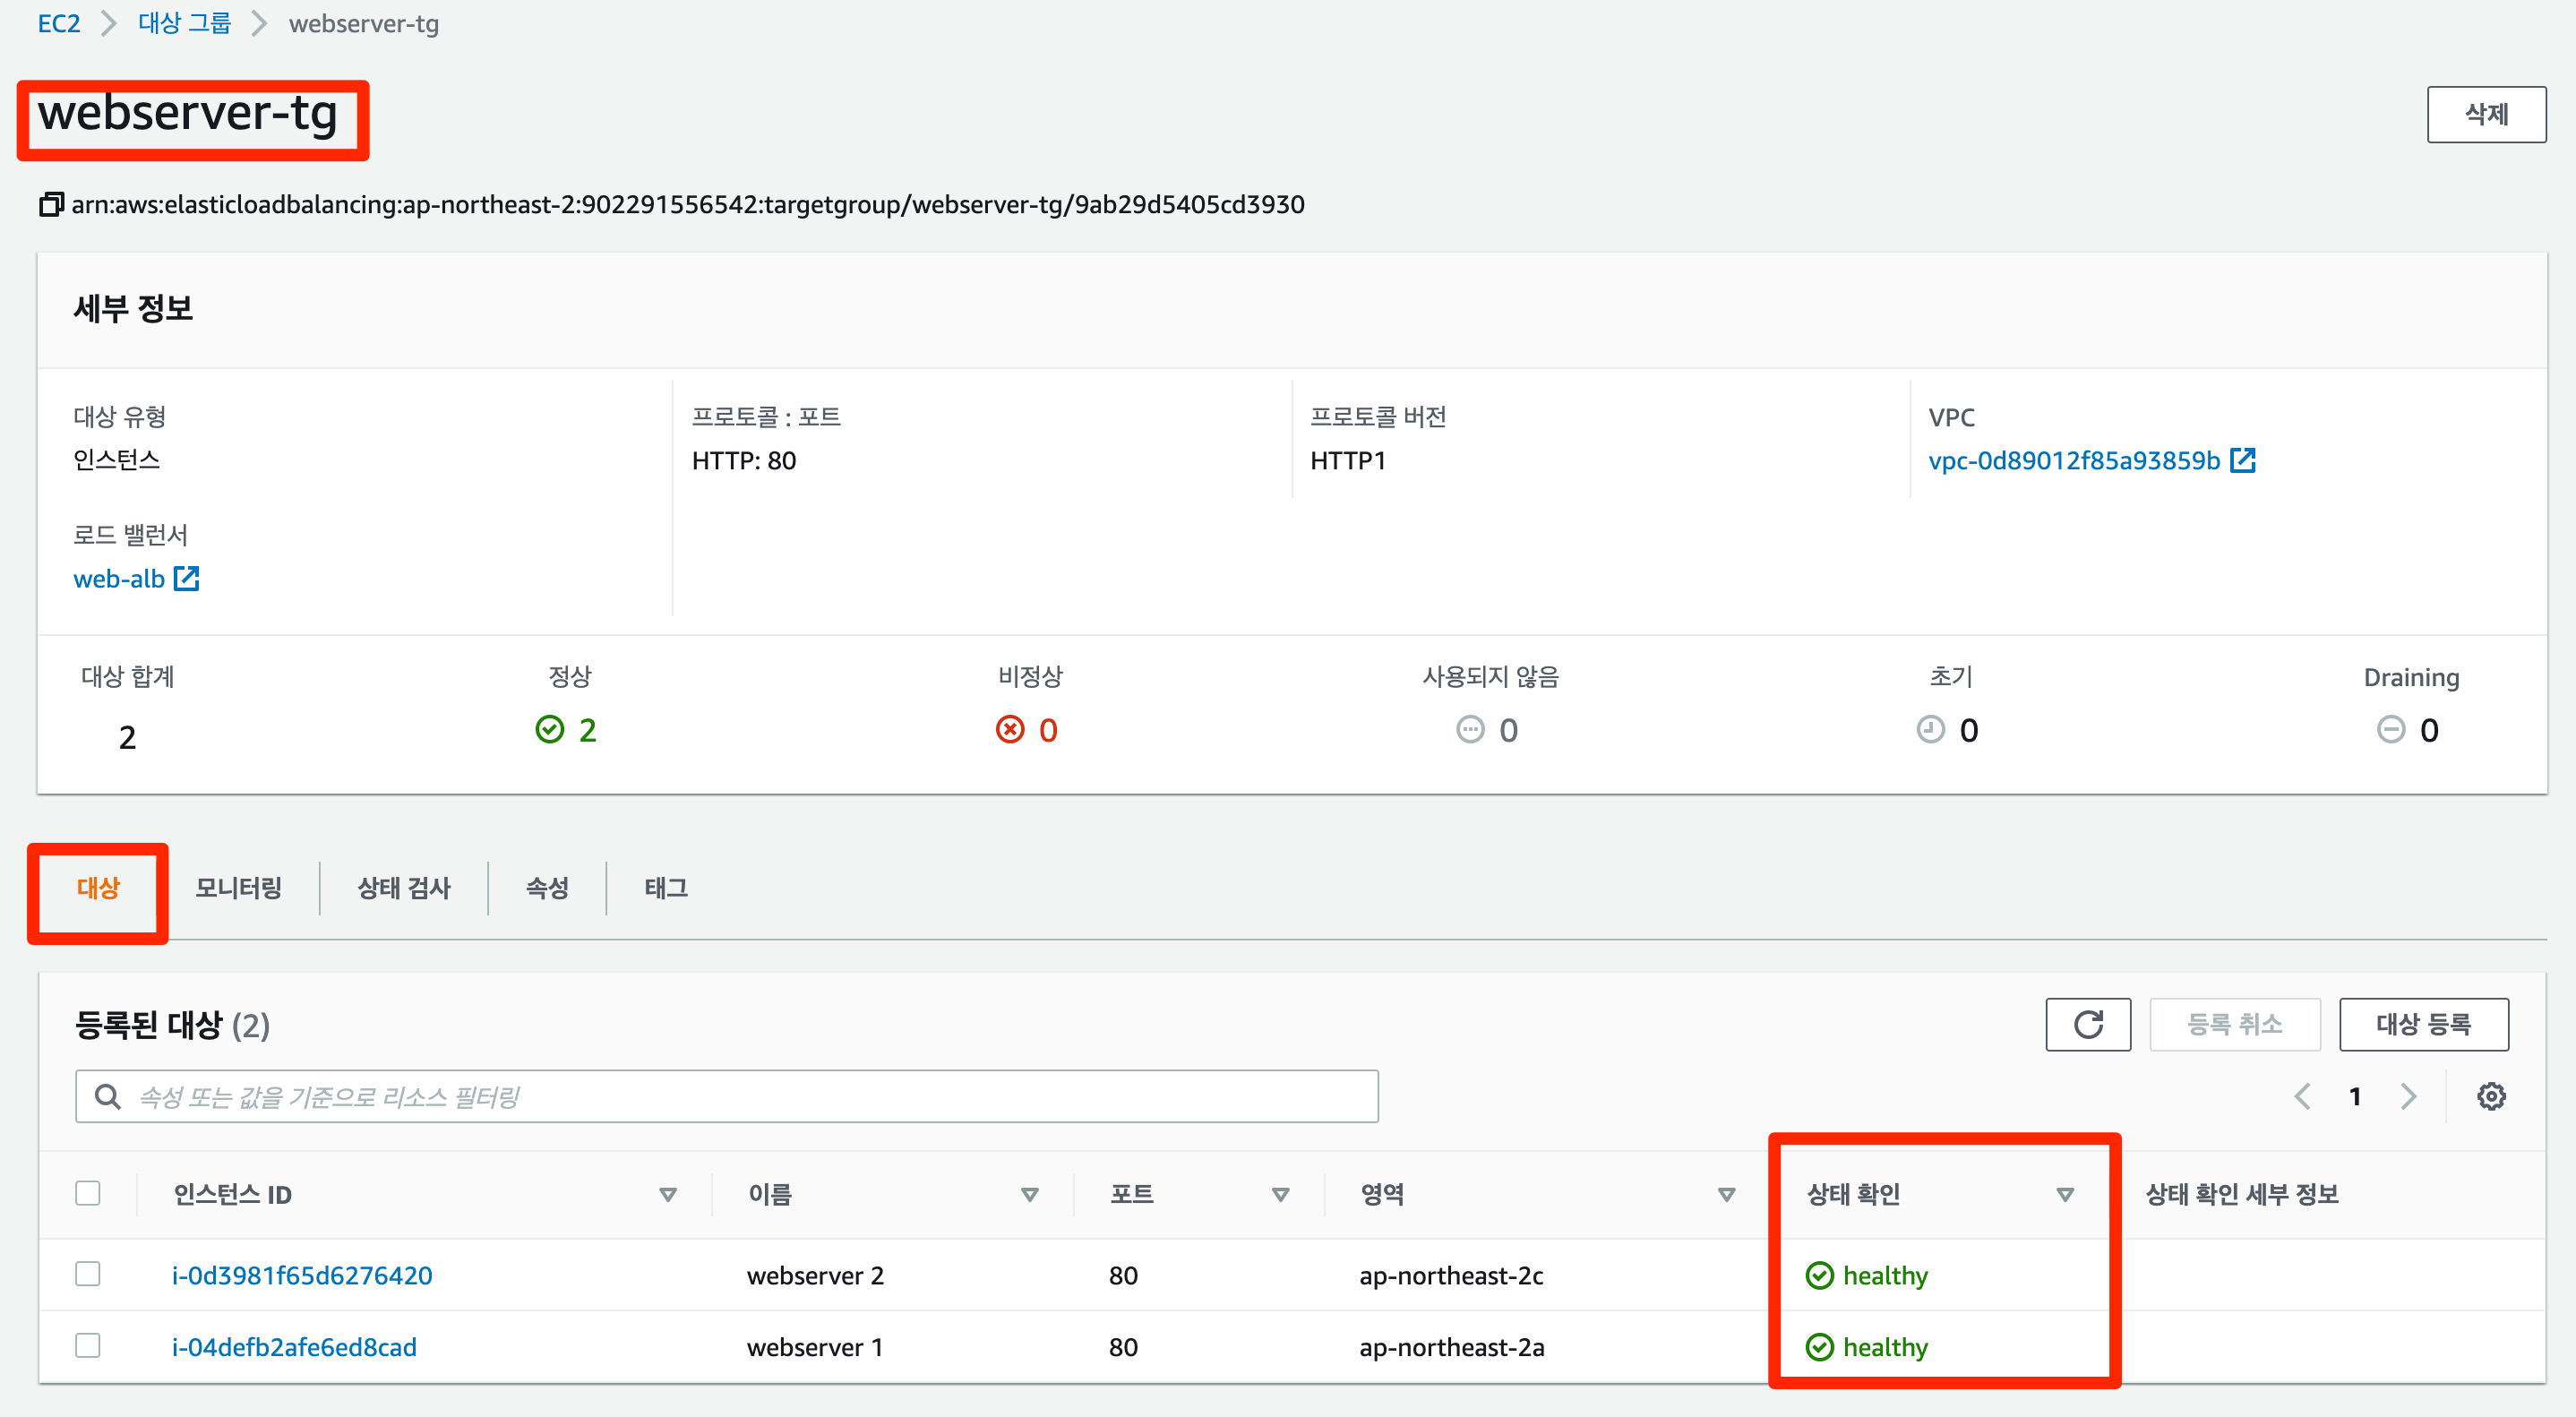 EC2 대상 그룹 webserver-tg
webserver-tg
삭제
arn:aws:elasticloadbalancing:ap-northeast-2:902291556542:targetgroup/webserver-tg/9ab29d5405cd3930
세부 정보
대상 유형 프로토콜 : 포트 프로토콜 버전 VPC
인스턴스 HTTP: 80 HTTP1 vpc-0d89012f85a93859b
로드 밸런서
web-alb
대상 합계 정상 비정상 사용되지 않음 초기 Draining
2 2 0 0 0 0
대상 모니터링 상태 검사 속성 태그
등록된 대상 (2) 등록 취소 대상 등록
속성 또는 값을 기준으로 리소스 필터링 1
인스턴스 ID 이름 포트 영역 상태 확인 상태 확인 세부 정보
i-0d3981f65d6276420 webserver 2 80 ap-northeast-2c healthy
i-04defb2afe6ed8cad webserver 1 80 ap-northeast-2a healthy